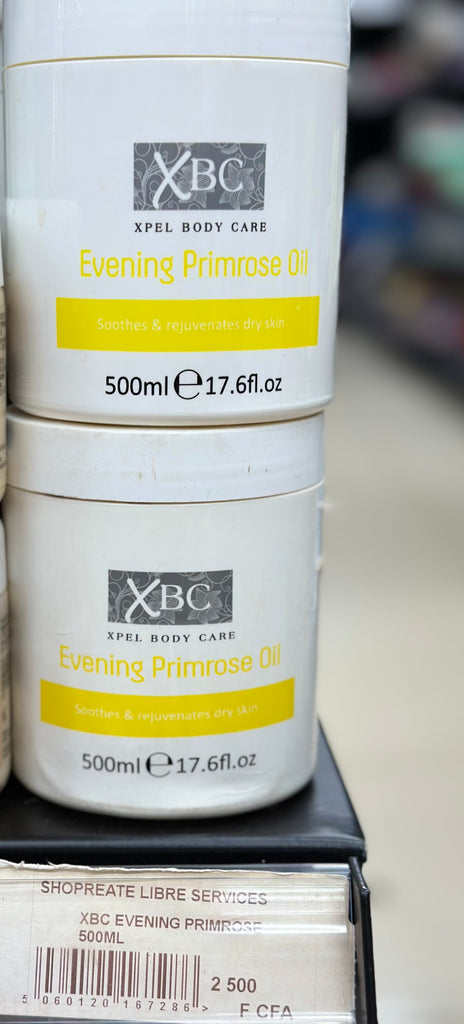 XBC
XPEL BODY CARE
Evening Primrose Oil
Soothes & rejuvenates dry skin
500ml ℮ 17.6fl.oz
XBC
XPEL BODY CARE
Evening Primrose Oil
Soothes & rejuvenates dry skin
500ml ℮ 17.6fl.oz
SHOPREATE LIBRE SERVICES
XBC EVENING PRIMROSE
500ML
2 500
5 060120 167286 >
F CFA